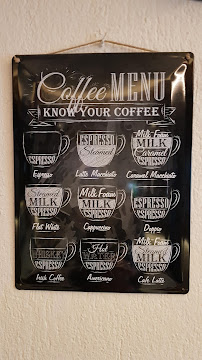 Coffee MENU
KNOW YOUR COFFEE
ESPRESSO
Espresso
ESPRESSO
Steamed
Latte Macchiato
Milk Foam
MILK
Caramel
ESPRESSO
Caramel Macchiato
Steamed
MILK
ESPRESSO
Flat White
Milk Foam
MILK
ESPRESSO
Cappuccino
ESPRESSO
ESPRESSO
Doppio
WHISKEY
ESPRESSO
Irish Coffee
Hot
WATER
ESPRESSO
Americano
Milk Foam
MILK
ESPRESSO
Cafe Latte